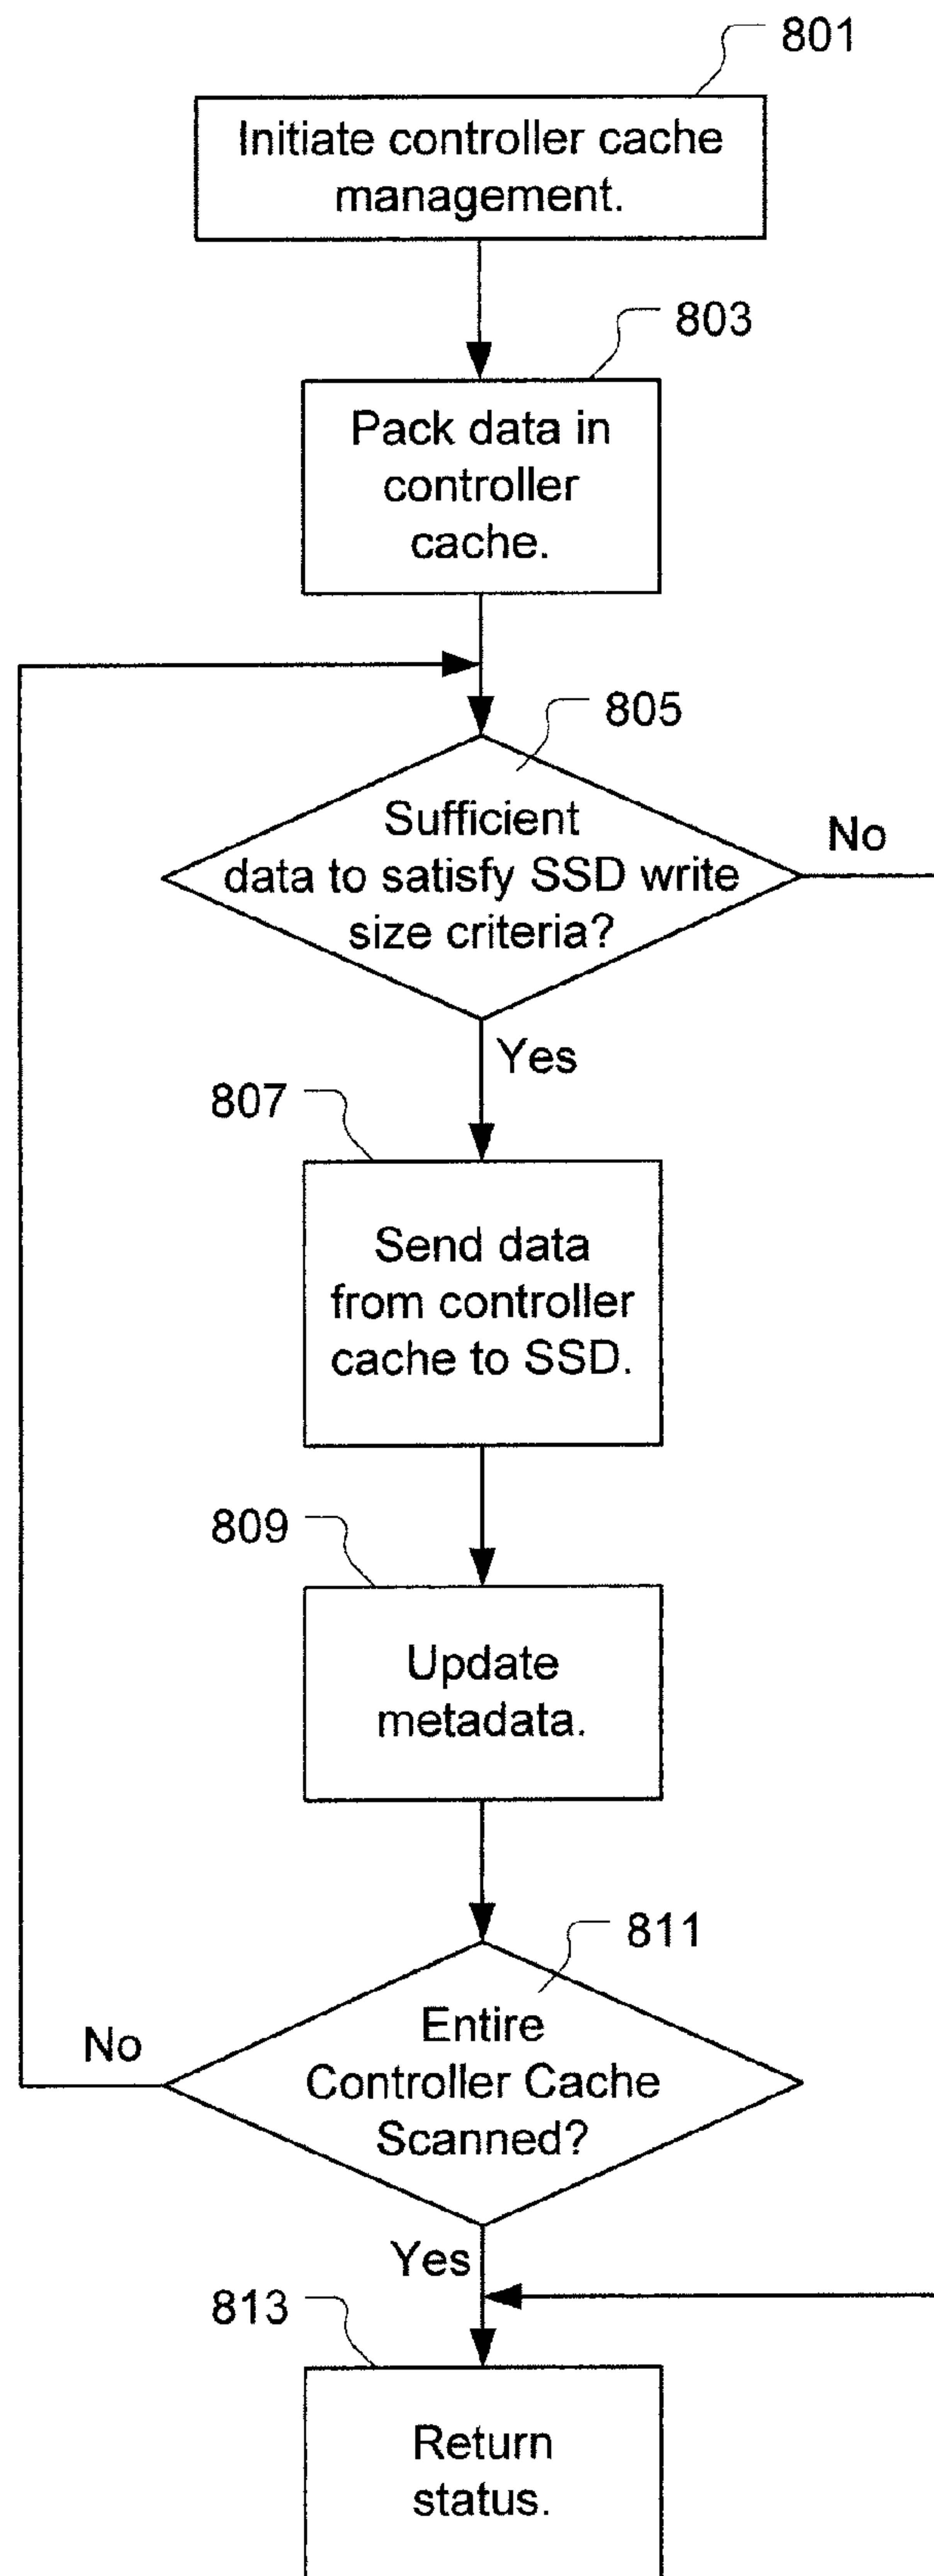 801
Initiate controller cache
management.
803
Pack data in
controller
cache.
805
Sufficient
data to satisfy SSD write
size criteria?
No
Yes
807
Send data
from controller
cache to SSD.
809
Update
metadata.
811
Entire
Controller Cache
Scanned?
No
Yes
813
Return
status.